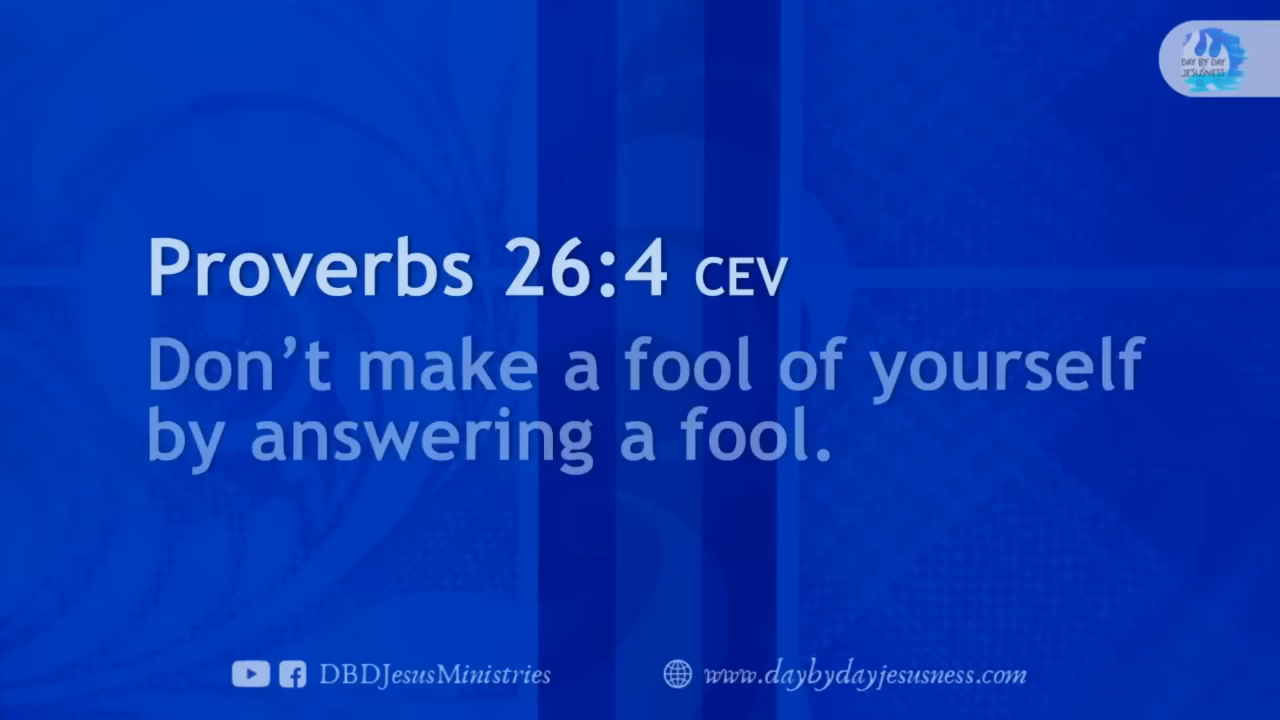 DAY BY DAY
JESUSNESS
Proverbs 26:4 CEV
Don’t make a fool of yourself
by answering a fool.
DBDJesusMinistries
www.daybydayjesusness.com